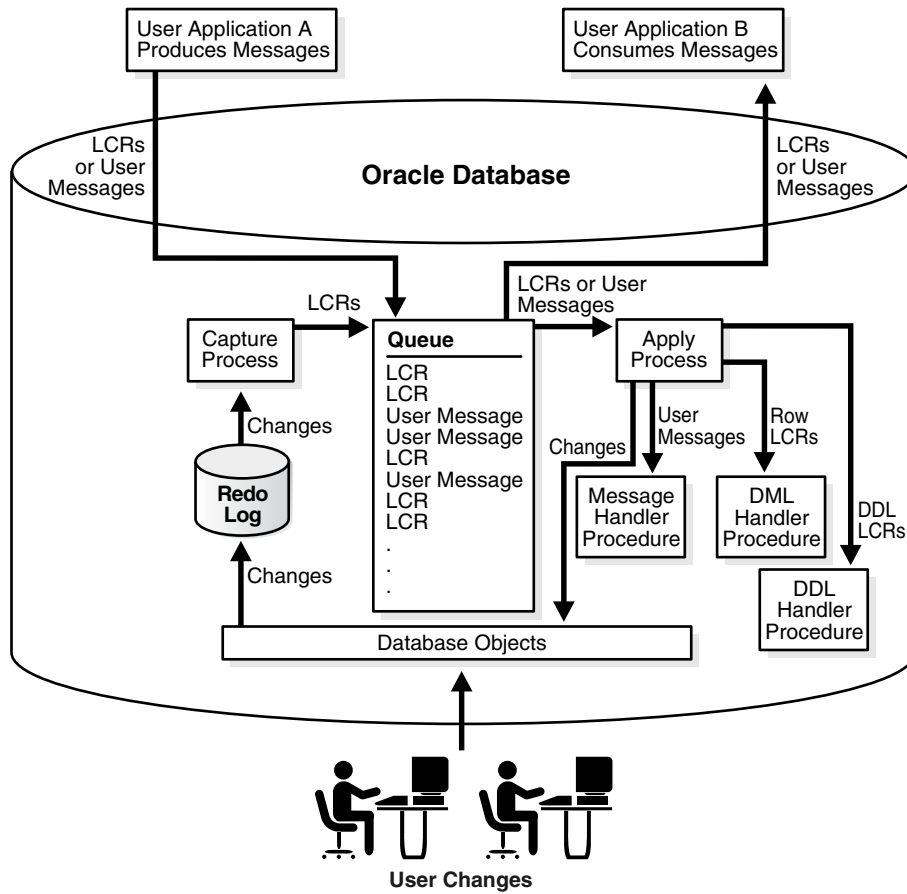 User Application A
Produces Messages
User Application B
Consumes Messages
LCRs
or User
Messages
Oracle Database
LCRs
or User
Messages
LCRs
LCRs or User
Messages
Capture
Process
Queue
LCR
LCR
User Message
User Message
LCR
User Message
LCR
LCR
.
.
.
Apply
Process
Changes
Redo
Log
Changes
Changes
User
Messages
Row
LCRs
DDL
LCRs
Message
Handler
Procedure
DML
Handler
Procedure
DDL
Handler
Procedure
Database Objects
User Changes